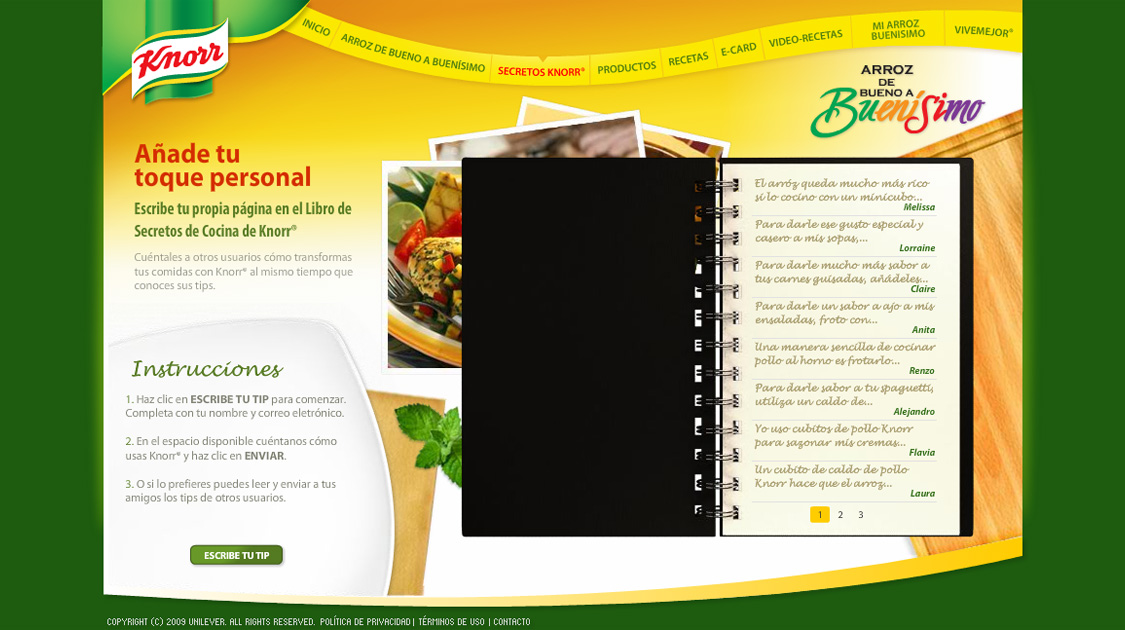 Knorr
INICIO
ARROZ DE BUENO A BUENÍSIMO
SECRETOS KNORR®
PRODUCTOS
RECETAS
E-CARD
VIDEO-RECETAS
MI ARROZ
BUENISIMO
VIVEMEJOR®
ARROZ
DE
BUENO A
Buenísimo
Añade tu
toque personal
Escribe tu propia página en el Libro de
Secretos de Cocina de Knorr®
Cuéntales a otros usuarios cómo transformas
tus comidas con Knorr® al mismo tiempo que
conoces sus tips.
Instrucciones
1. Haz clic en ESCRIBE TU TIP para comenzar.
Completa con tu nombre y correo eletrónico.
2. En el espacio disponible cuéntanos cómo
usas Knorr® y haz clic en ENVIAR.
3. O si lo prefieres puedes leer y enviar a tus
amigos los tips de otros usuarios.
ESCRIBE TU TIP
El arróz queda mucho más rico
si lo cocino con un minicubo...
Melissa
Para darle ese gusto especial y
casero a mis sopas,...
Lorraine
Para darle mucho más sabor a
tus carnes guisadas, añádeles...
Claire
Para darle un sabor a ajo a mis
ensaladas, froto con...
Anita
Una manera sencilla de cocinar
pollo al horno es frotarlo...
Renzo
Para darle sabor a tu spaguetti,
utiliza un caldo de...
Alejandro
Yo uso cubitos de pollo Knorr
para sazonar mis cremas...
Flavia
Un cubito de caldo de pollo
Knorr hace que el arroz...
Laura
1 2 3
COPYRIGHT (C) 2009 UNILEVER. ALL RIGHTS RESERVED. POLÍTICA DE PRIVACIDAD | TÉRMINOS DE USO | CONTACTO